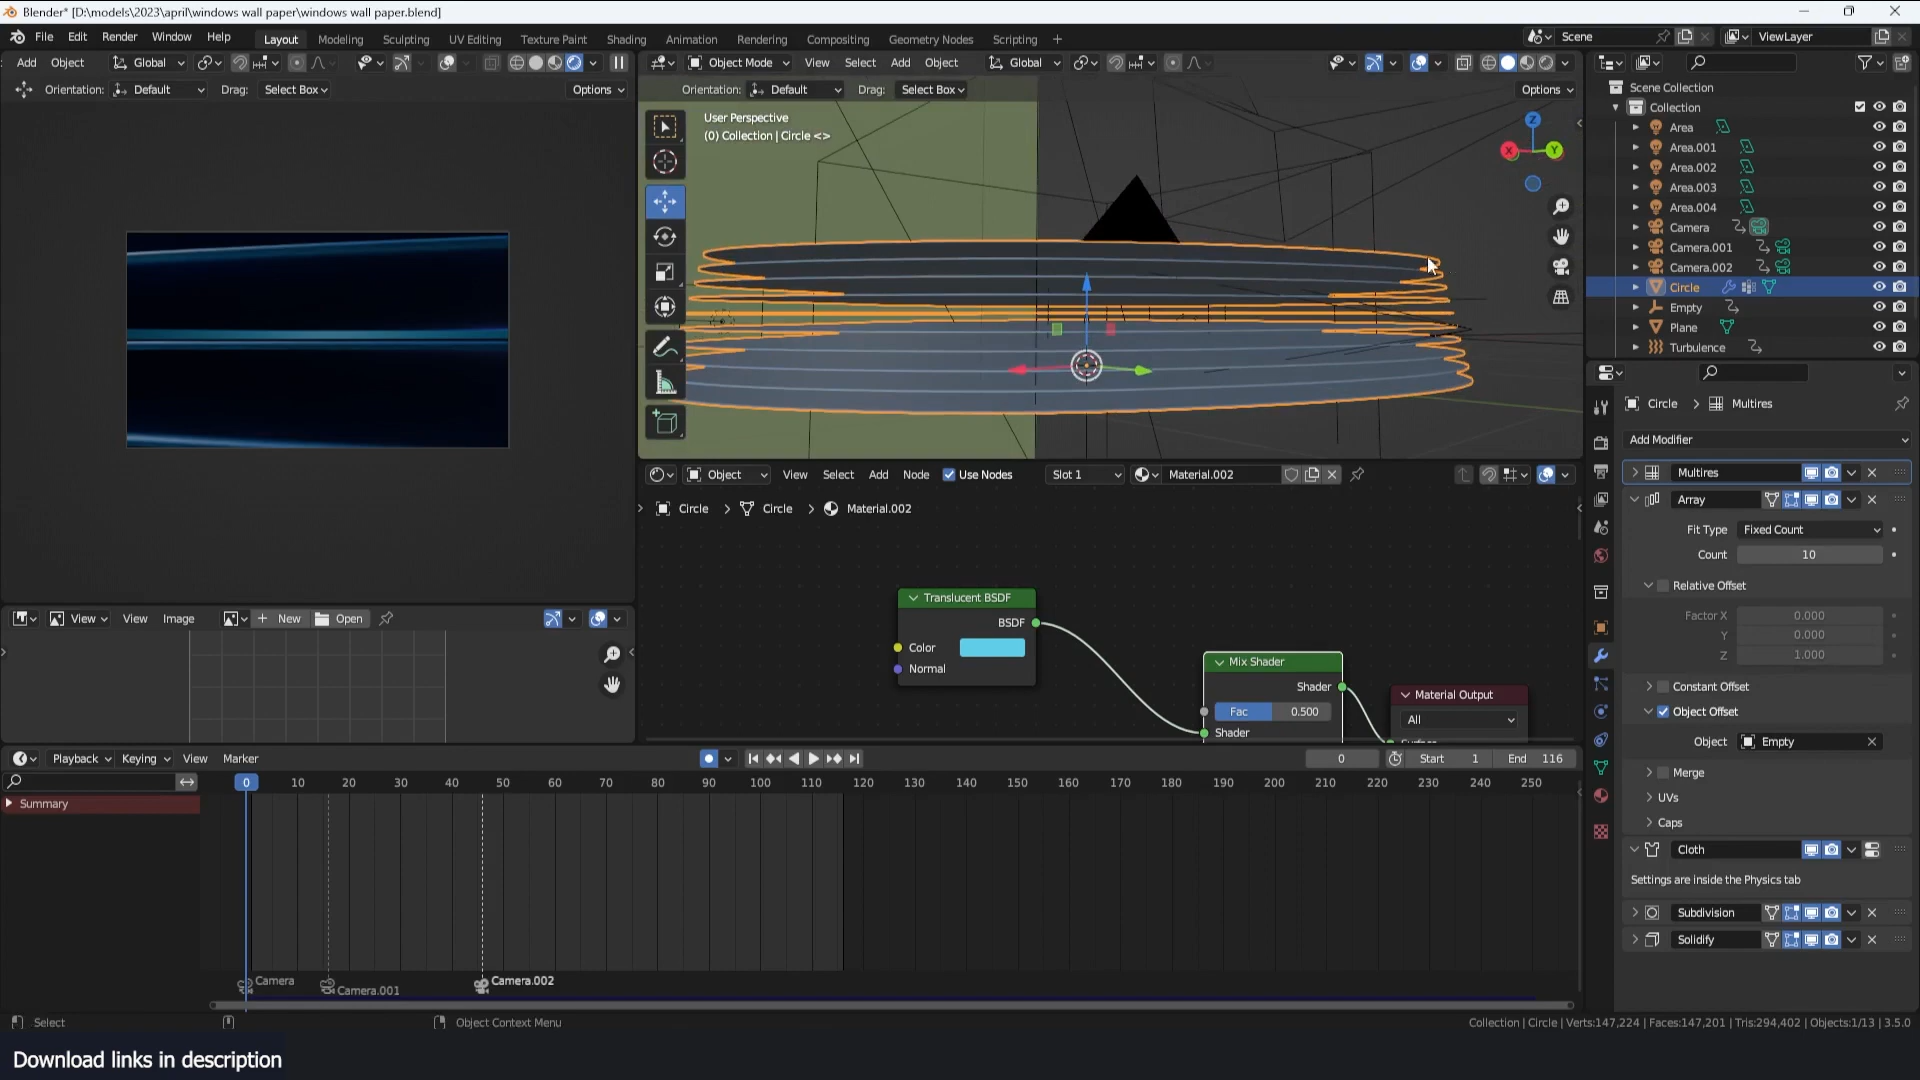 Blender* [D:\models\2023\april\windows wall paper\windows wall paper.blend]
File Edit Render Window Help Layout Modeling Sculpting UV Editing Texture Paint Shading Animation Rendering Compositing Geometry Nodes Scripting + Scene ViewLayer
Add Object Global Object Mode View Select Add Object Global
Orientation: Default Drag: Select Box Options Orientation: Default Drag: Select Box Options
User Perspective
(0) Collection | Circle <>
Z
X Y
Scene Collection
Collection
Area
Area.001
Area.002
Area.003
Area.004
Camera
Camera.001
Camera.002
Circle
Empty
Plane
Turbulence
Circle > Multires
Add Modifier
Multires
Array
Fit Type Fixed Count
Count 10
Relative Offset
Factor X 0.000
Y 0.000
Z 1.000
Constant Offset
Object Offset
Object Empty
Merge
UVs
Caps
Cloth
Settings are inside the Physics tab
Subdivision
Solidify
Object View Select Add Node Use Nodes Slot 1 Material.002
Circle > Circle > Material.002
Translucent BSDF
BSDF
Color
Normal
Mix Shader
Shader
Fac 0.500
Shader
Material Output
All
View View Image + New Open
Playback Keying View Marker 0 Start 1 End 116
0 10 20 30 40 50 60 70 80 90 100 110 120 130 140 150 160 170 180 190 200 210 220 230 240 250
Summary
Camera
Camera.001
Camera.002
Select Object Context Menu Collection | Circle | Verts:147,224 | Faces:147,201 | Tris:294,402 | Objects:1/13 | 3.5.0
Download links in description